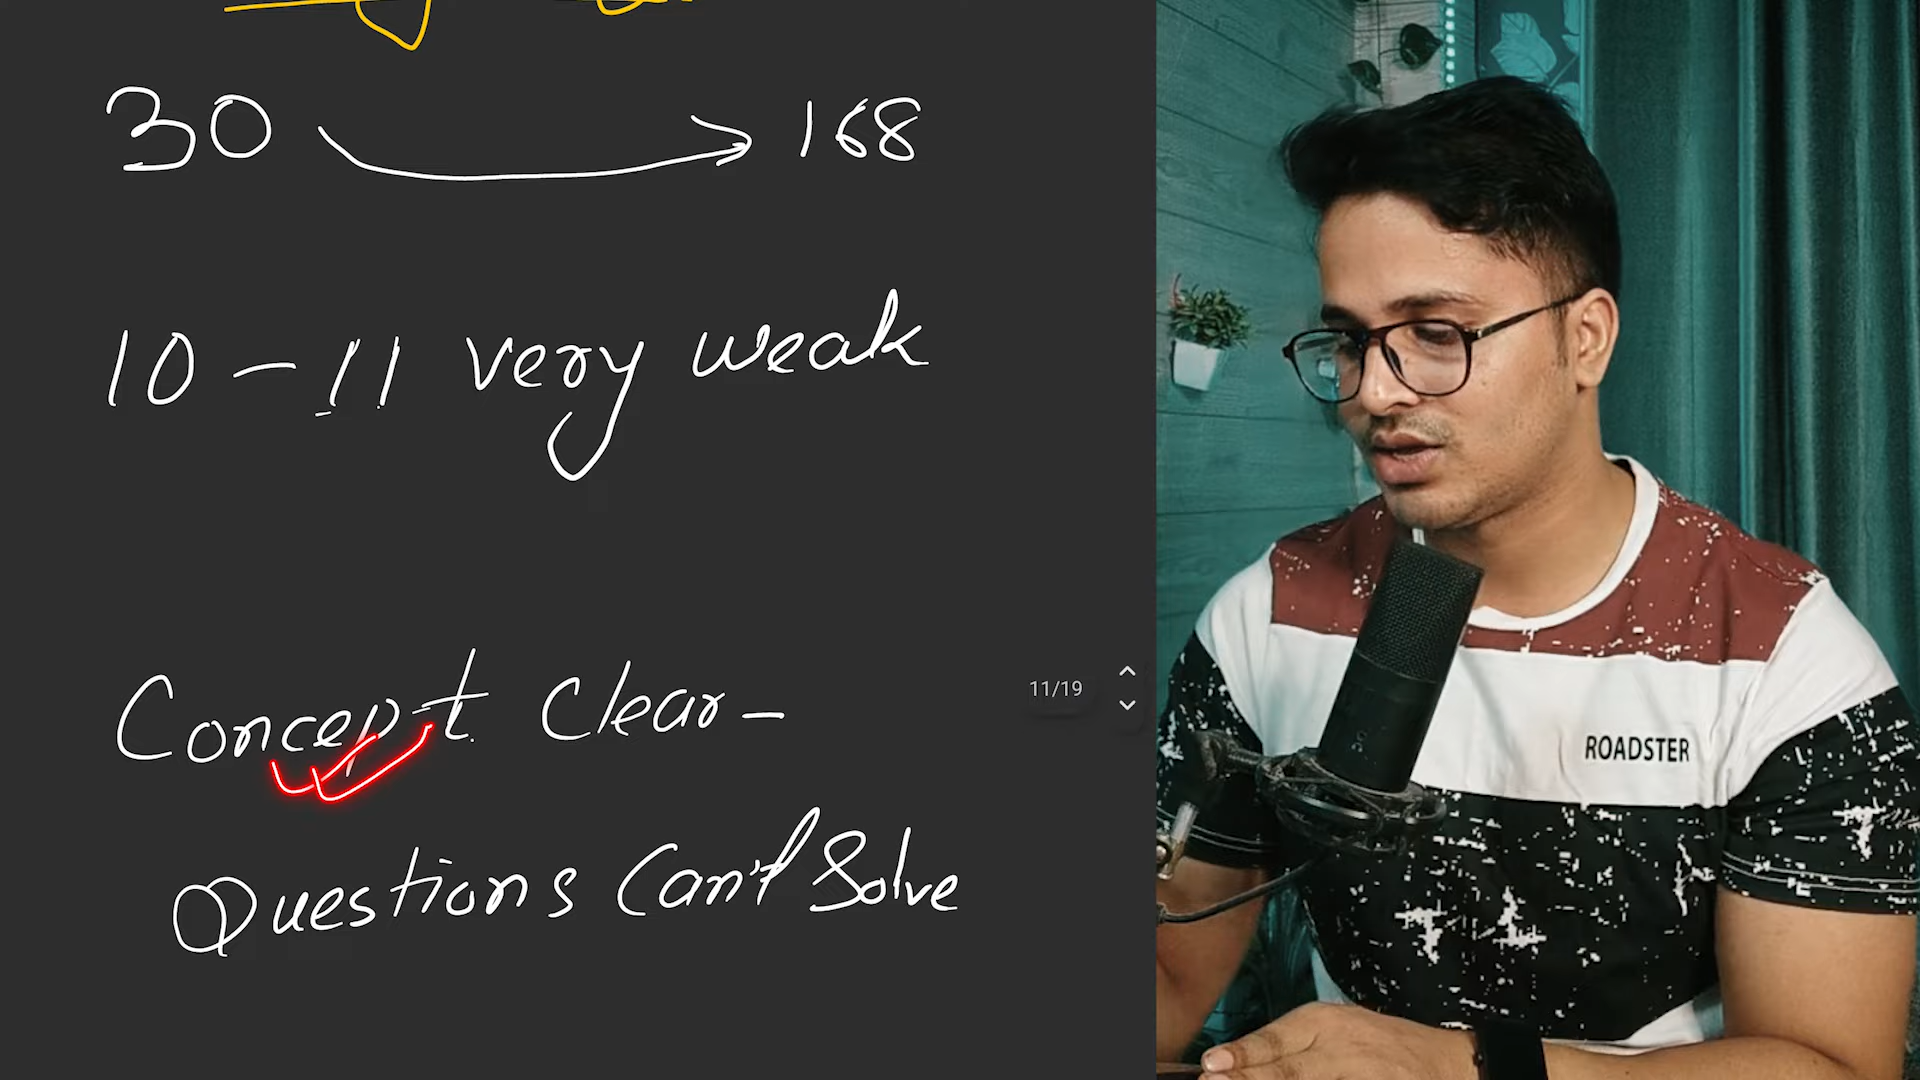 30 → 168
10 - 11 very weak
Concept Clear -
Questions Can't Solve
11/19
ROADSTER